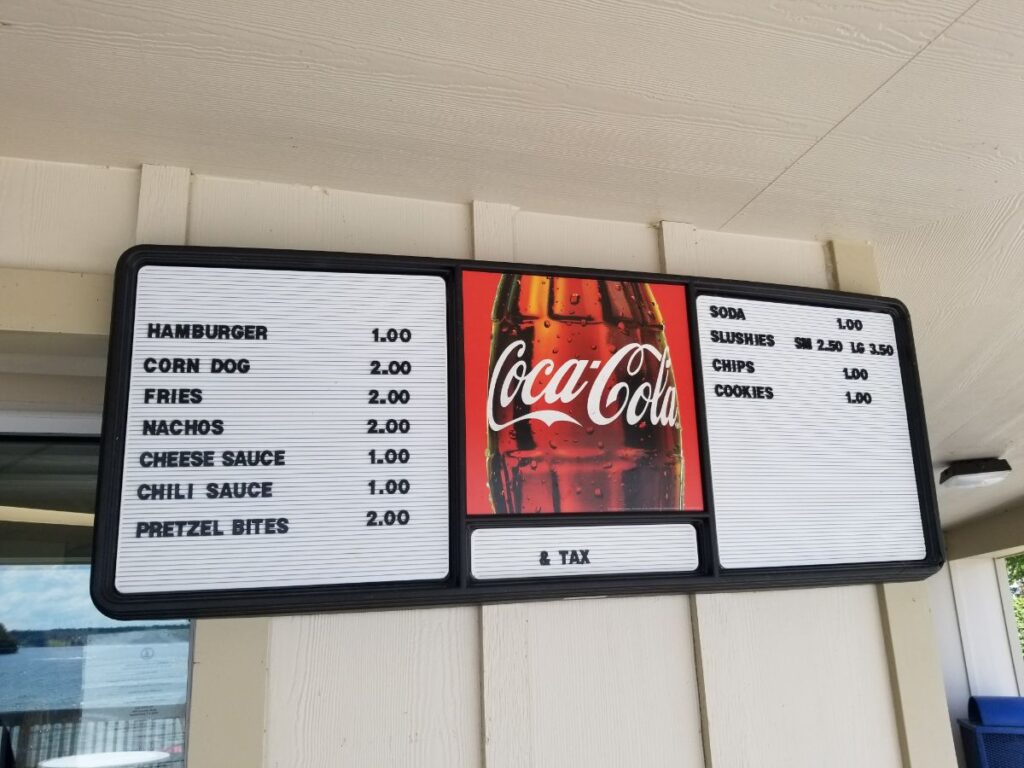 HAMBURGER 1.00
CORN DOG 2.00
FRIES 2.00
NACHOS 2.00
CHEESE SAUCE 1.00
CHILI SAUCE 1.00
PRETZEL BITES 2.00
Coca-Cola
& TAX
SODA 1.00
SLUSHIES SM 2.50 LG 3.50
CHIPS 1.00
COOKIES 1.00